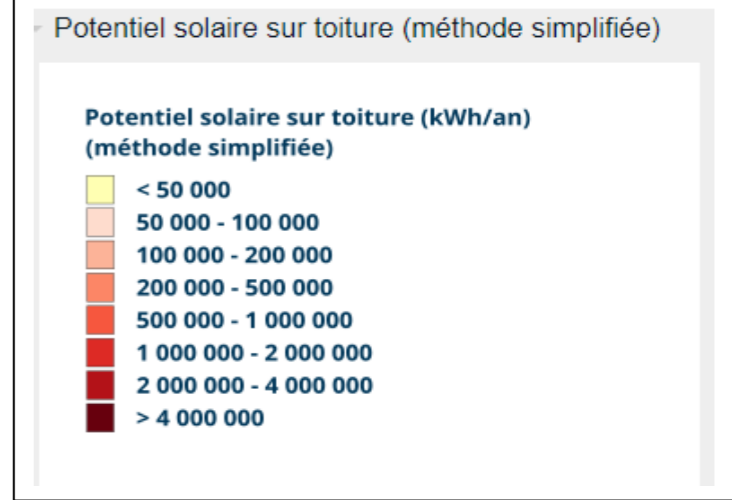 Potentiel solaire sur toiture (méthode simplifiée)
Potentiel solaire sur toiture (kWh/an)
(méthode simplifiée)
< 50 000
50 000 - 100 000
100 000 - 200 000
200 000 - 500 000
500 000 - 1 000 000
1 000 000 - 2 000 000
2 000 000 - 4 000 000
> 4 000 000